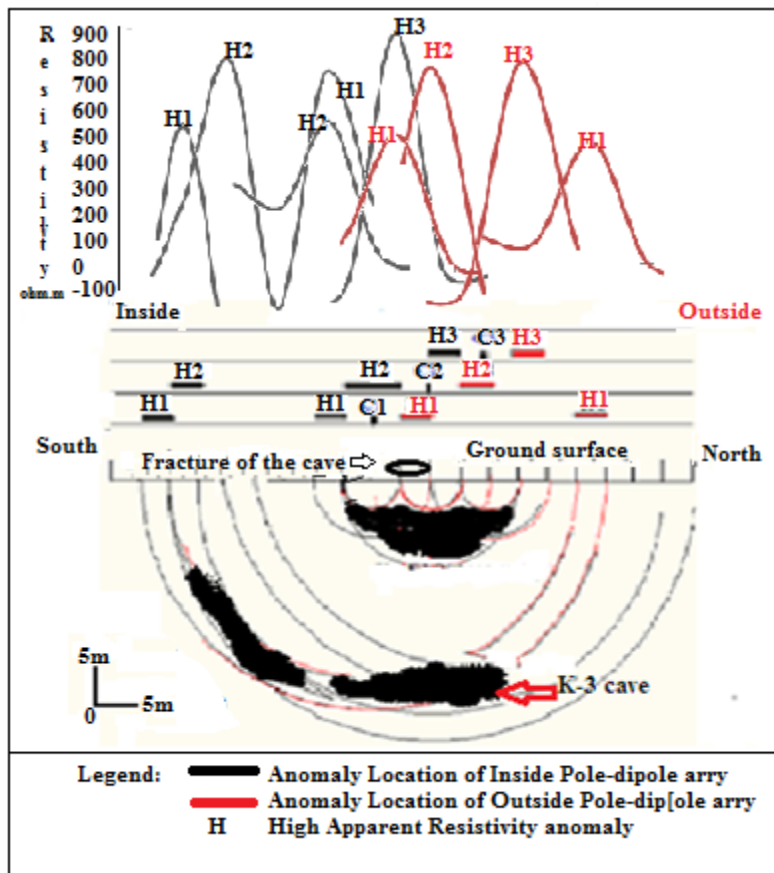 Resistivity
ohm.m
900
800
700
600
500
400
300
200
100
0
-100
H1
H2
H1
H2
H3
H1
H2
H3
H1
Inside
Outside
H3
C3
H3
H2
H2
C2
H2
H1
H1
C1
H1
H1
South
Fracture of the cave
Ground surface
North
5m
0
5m
K-3 cave
Legend:
Anomaly Location of Inside Pole-dipole arry
Anomaly Location of Outside Pole-dip[ole arry
H High Apparent Resistivity anomaly